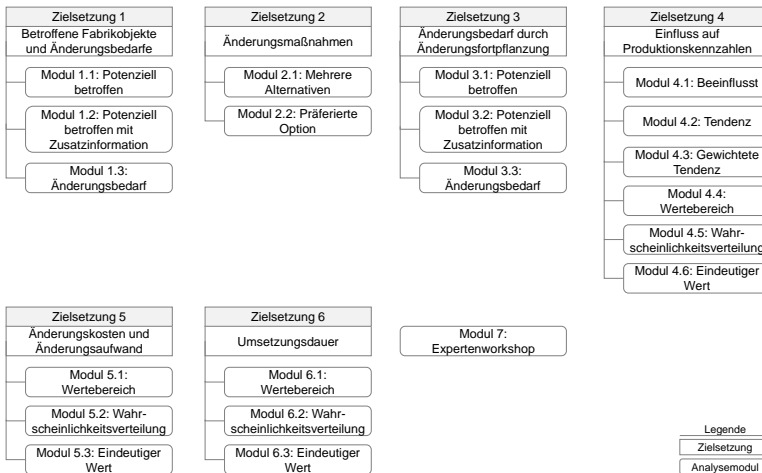 Zielsetzung 1
Betroffene Fabrikobjekte
und Änderungsbedarfe
Modul 1.1: Potenziell
betroffen
Modul 1.2: Potenziell
betroffen mit
Zusatzinformation
Modul 1.3:
Änderungsbedarf
Zielsetzung 2
Änderungsmaßnahmen
Modul 2.1: Mehrere
Alternativen
Modul 2.2: Präferierte
Option
Zielsetzung 3
Änderungsbedarf durch
Änderungsfortpflanzung
Modul 3.1: Potenziell
betroffen
Modul 3.2: Potenziell
betroffen mit
Zusatzinformation
Modul 3.3:
Änderungsbedarf
Zielsetzung 4
Einfluss auf
Produktionskennzahlen
Modul 4.1: Beeinflusst
Modul 4.2: Tendenz
Modul 4.3: Gewichtete
Tendenz
Modul 4.4:
Wertebereich
Modul 4.5: Wahr-
scheinlichkeitsverteilung
Modul 4.6: Eindeutiger
Wert
Zielsetzung 5
Änderungskosten und
Änderungsaufwand
Modul 5.1:
Wertebereich
Modul 5.2: Wahr-
scheinlichkeitsverteilung
Modul 5.3: Eindeutiger
Wert
Zielsetzung 6
Umsetzungsdauer
Modul 6.1:
Wertebereich
Modul 6.2: Wahr-
scheinlichkeitsverteilung
Modul 6.3: Eindeutiger
Wert
Modul 7:
Expertenworkshop
Legende
Zielsetzung
Analysemodul